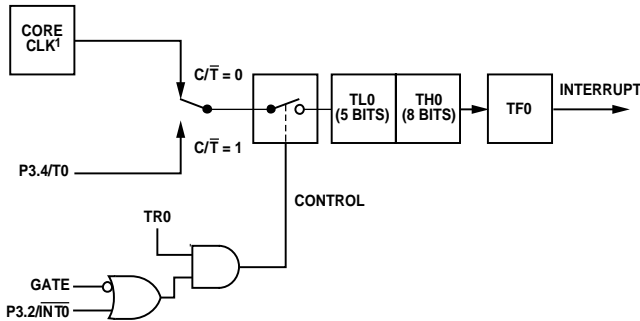 CORE
CLK¹
C/T̅ = 0
TL0
(5 BITS)
TH0
(8 BITS)
TF0
INTERRUPT
C/T̅ = 1
P3.4/T0
CONTROL
TR0
GATE
P3.2/I̅N̅T̅0̅